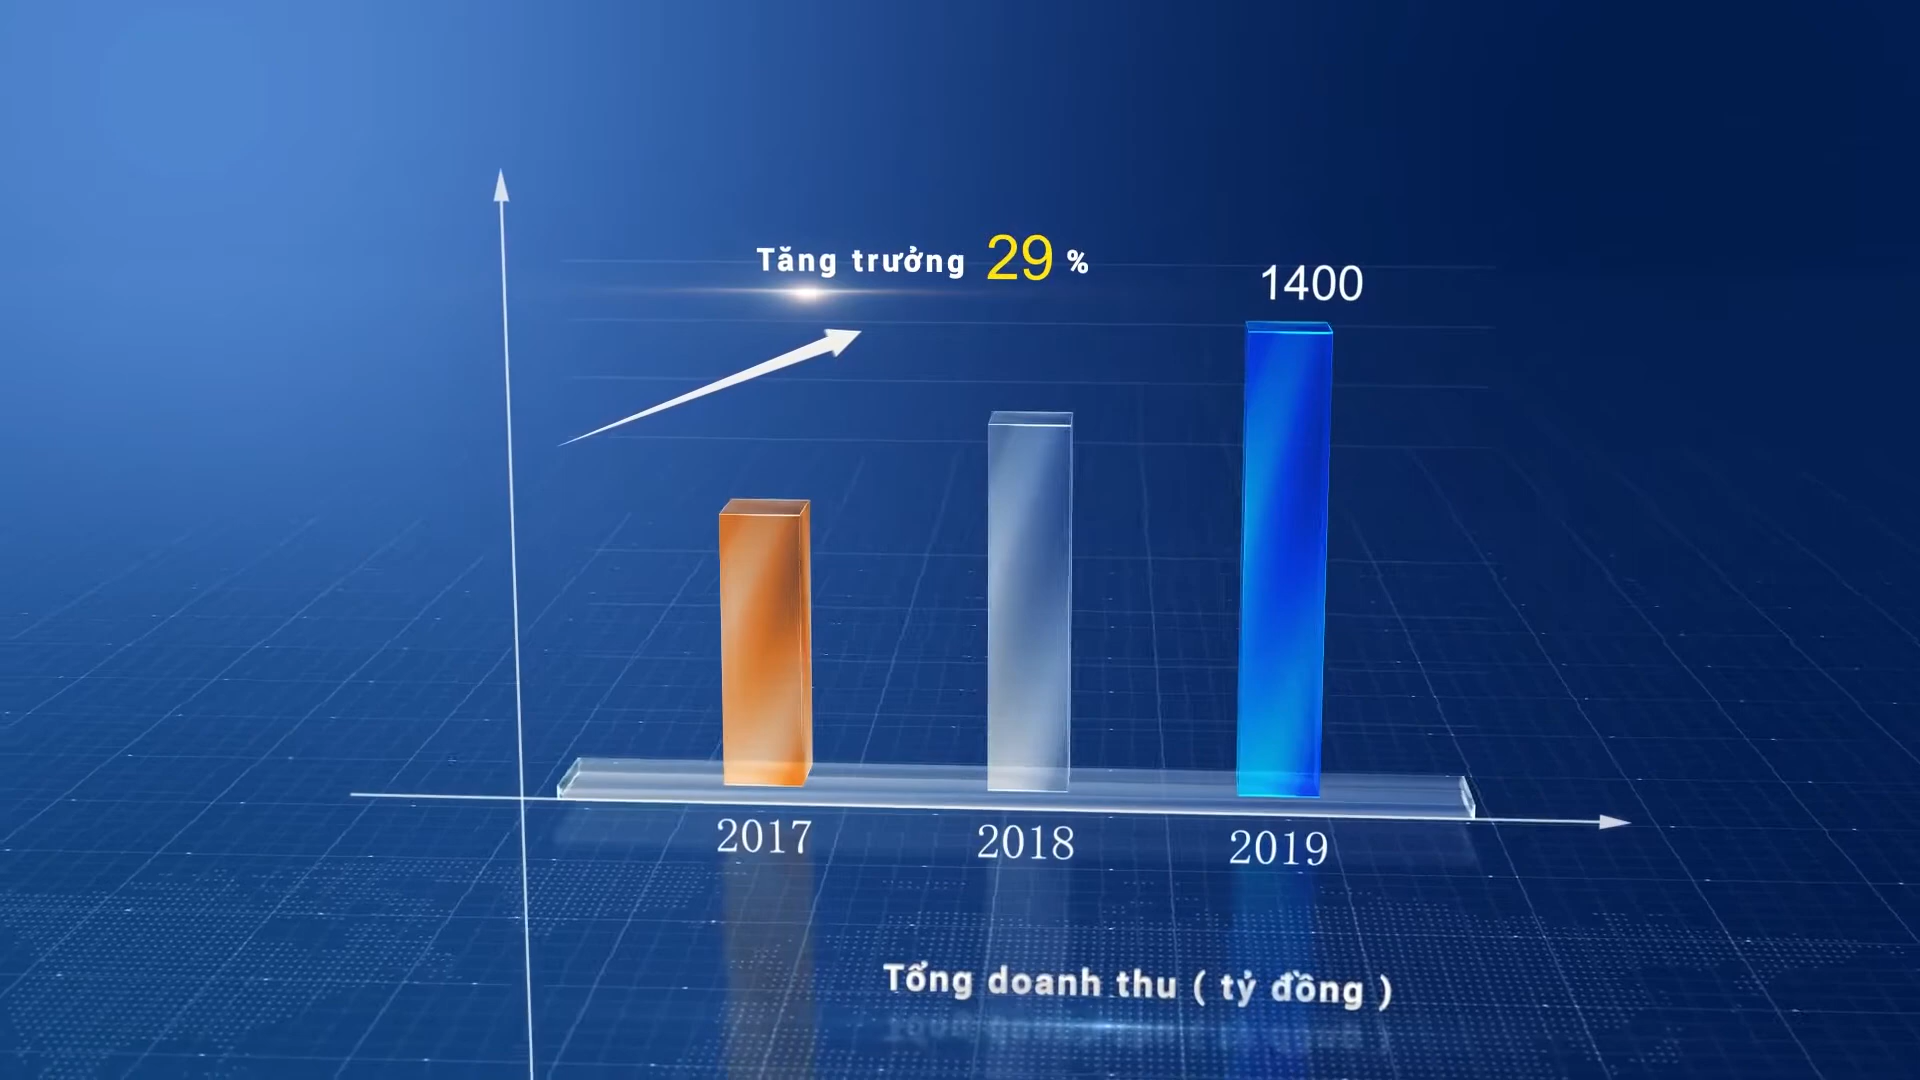 Tăng trưởng 29 %
1400
2017 2018 2019
Tổng doanh thu ( tỷ đồng )